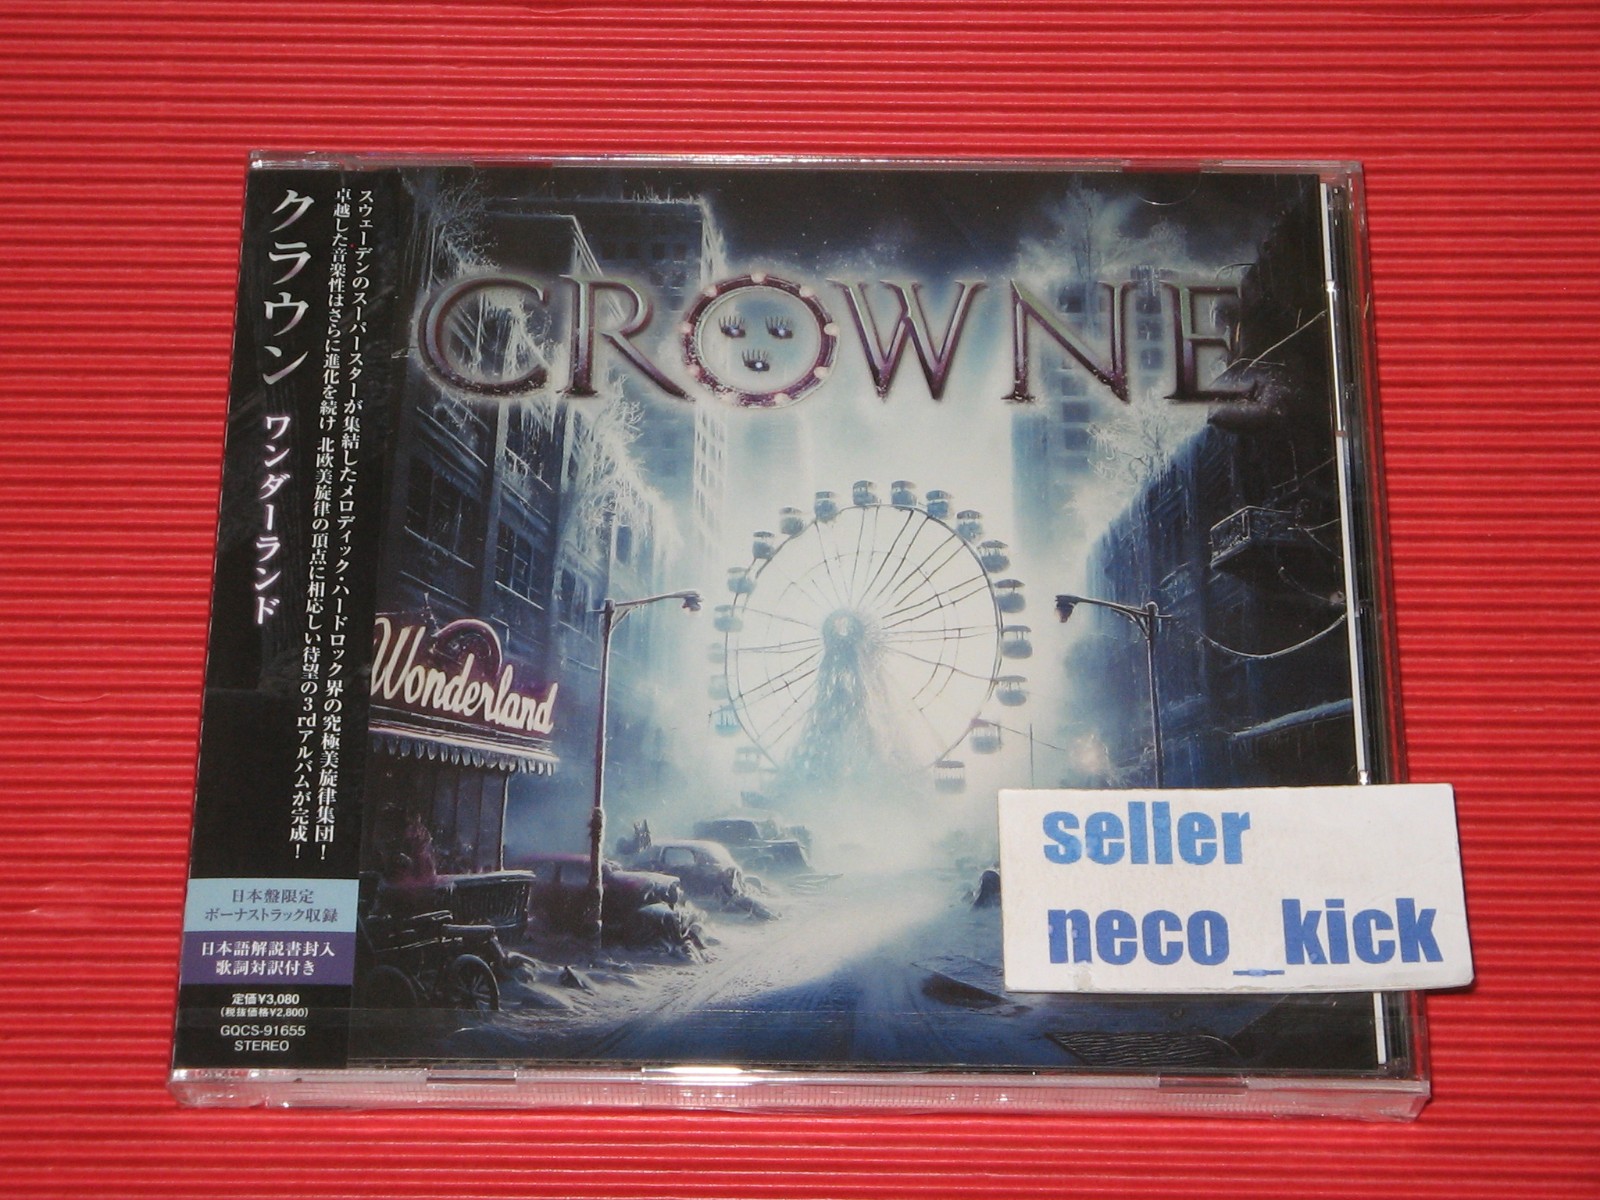 クラウン ワンダーランド
スウェーデンのスーパースターが集結したメロディック・ハードロック界の究極美旋律集団!
卓越した音楽性はさらに進化を続け 北欧美旋律の頂点に相応しい待望の3rdアルバムが完成!
日本盤限定
ボーナストラック収録
日本語解説書封入
歌詞対訳付き
定価¥3,080
(税抜価格¥2,800)
GQCS-91655
STEREO
CROWNE
Wonderland
seller
neco_kick